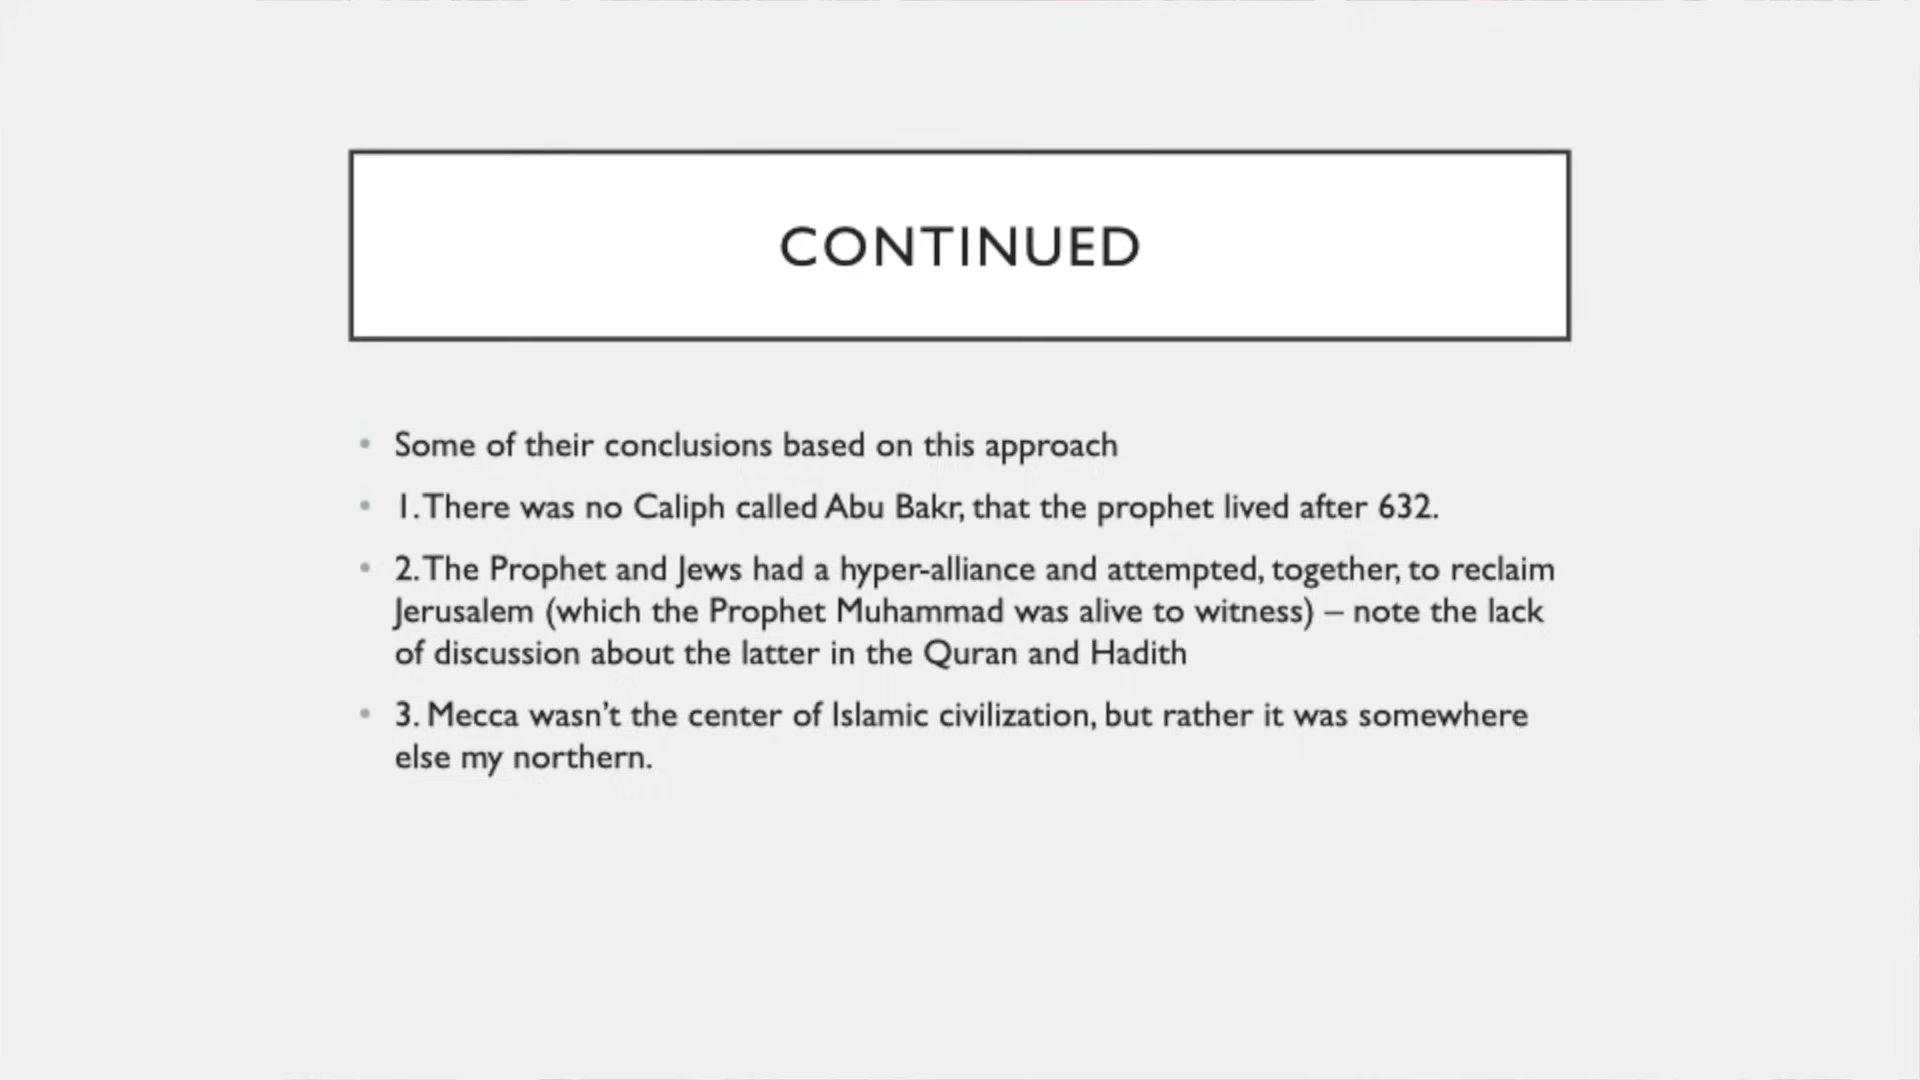 CONTINUED
• Some of their conclusions based on this approach
• 1. There was no Caliph called Abu Bakr, that the prophet lived after 632.
• 2. The Prophet and Jews had a hyper-alliance and attempted, together, to reclaim
Jerusalem (which the Prophet Muhammad was alive to witness) – note the lack
of discussion about the latter in the Quran and Hadith
• 3. Mecca wasn’t the center of Islamic civilization, but rather it was somewhere
else my northern.